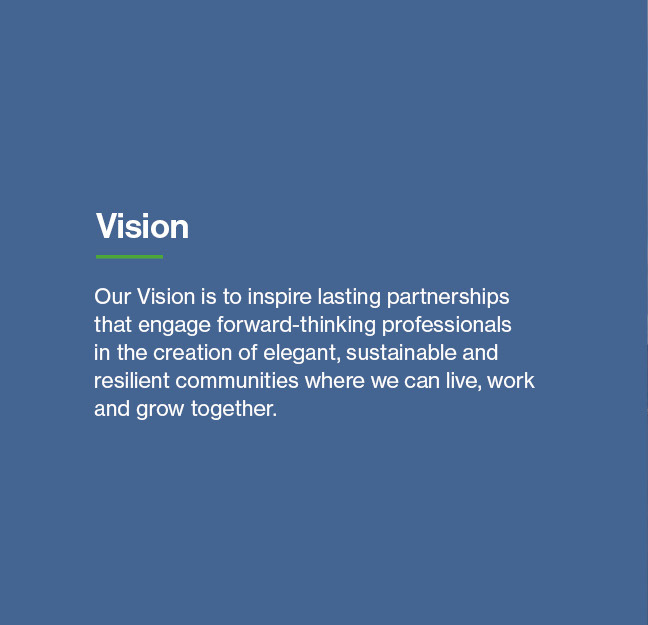 Vision
Our Vision is to inspire lasting partnerships
that engage forward-thinking professionals
in the creation of elegant, sustainable and
resilient communities where we can live, work
and grow together.